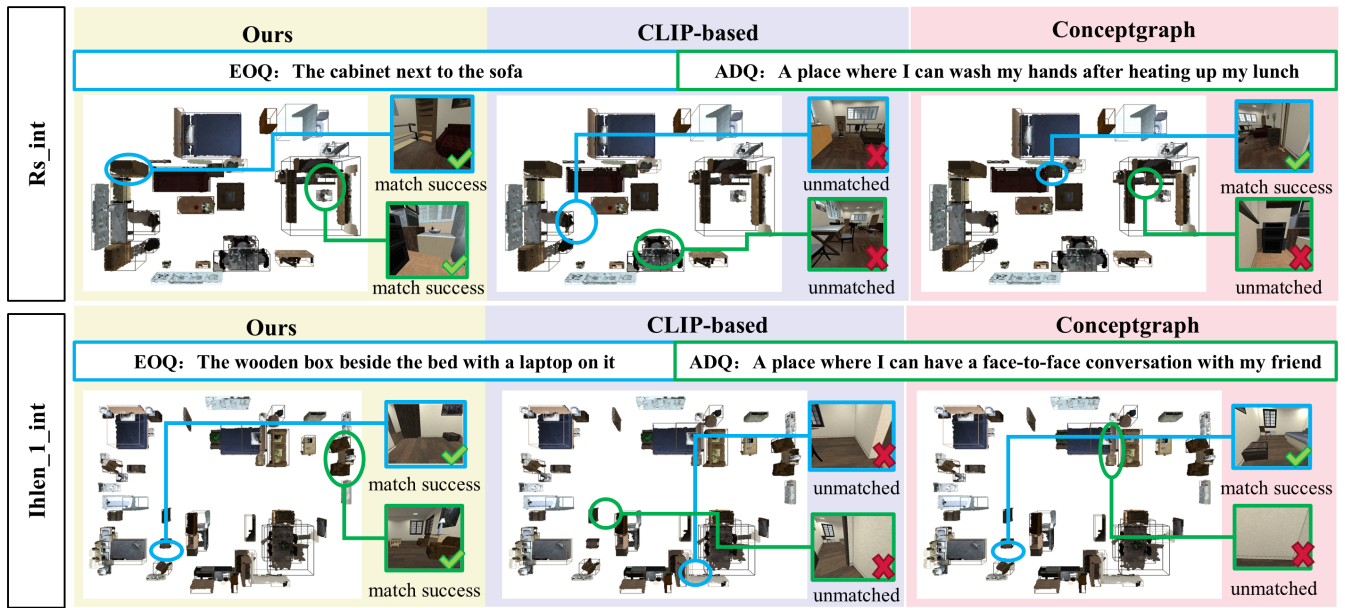 Rs_int
Ours
CLIP-based
Conceptgraph
EOQ: The cabinet next to the sofa
ADQ: A place where I can wash my hands after heating up my lunch
match success
unmatched
match success
match success
unmatched
unmatched
Ihlen_1_int
Ours
CLIP-based
Conceptgraph
EOQ: The wooden box beside the bed with a laptop on it
ADQ: A place where I can have a face-to-face conversation with my friend
match success
unmatched
match success
match success
unmatched
unmatched